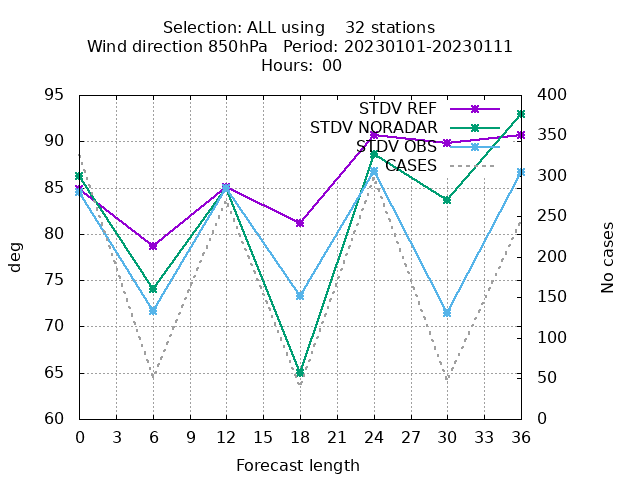 Selection: ALL using    32 stations
Wind direction 850hPa   Period: 20230101-20230111
Hours: 00
95
90
85
80
75
70
65
60
400
350
300
250
200
150
100
50
0
STDV REF
STDV NORADAR
STDV OBS
CASES
deg
No cases
0 3 6 9 12 15 18 21 24 27 30 33 36
Forecast length